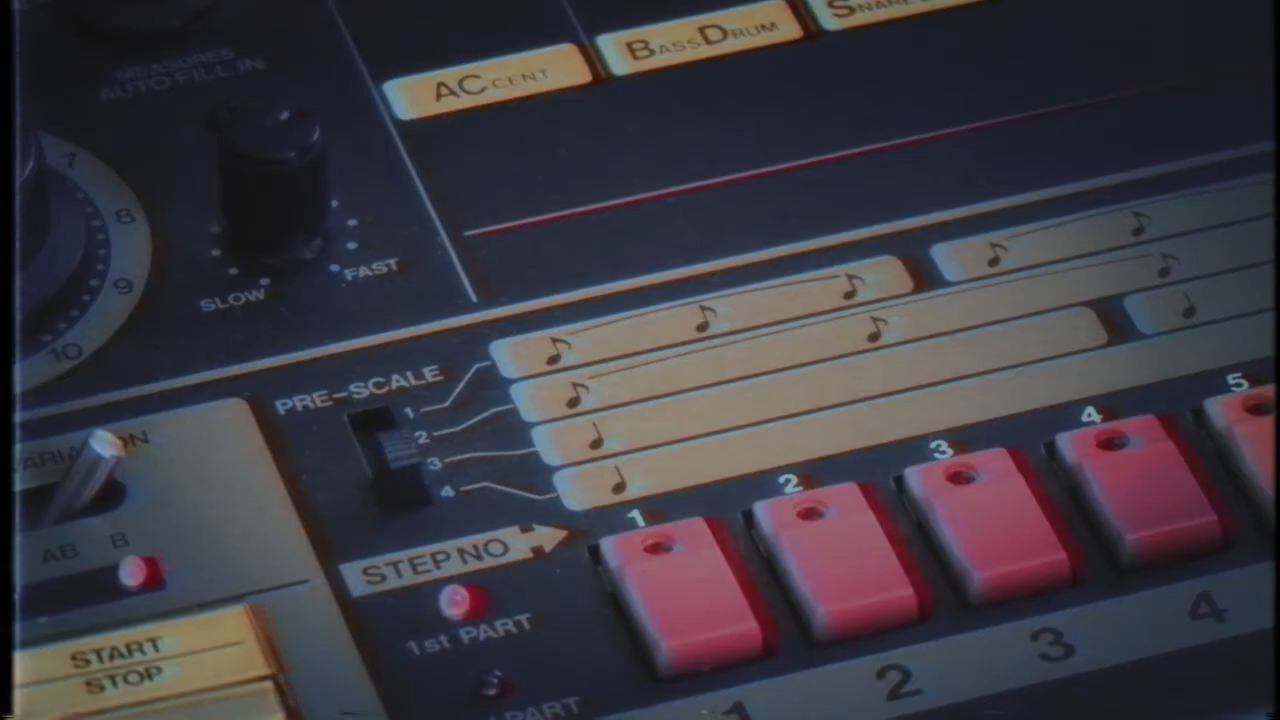 ACCENT
BASSDRUM
MEASURES
AUTO FILL IN
7
8
9
10
SLOW
FAST
PRE-SCALE
1
2
3
4
AB B
STEP NO
1 2 3 4 5
1st PART
PART
START
STOP
1 2 3 4